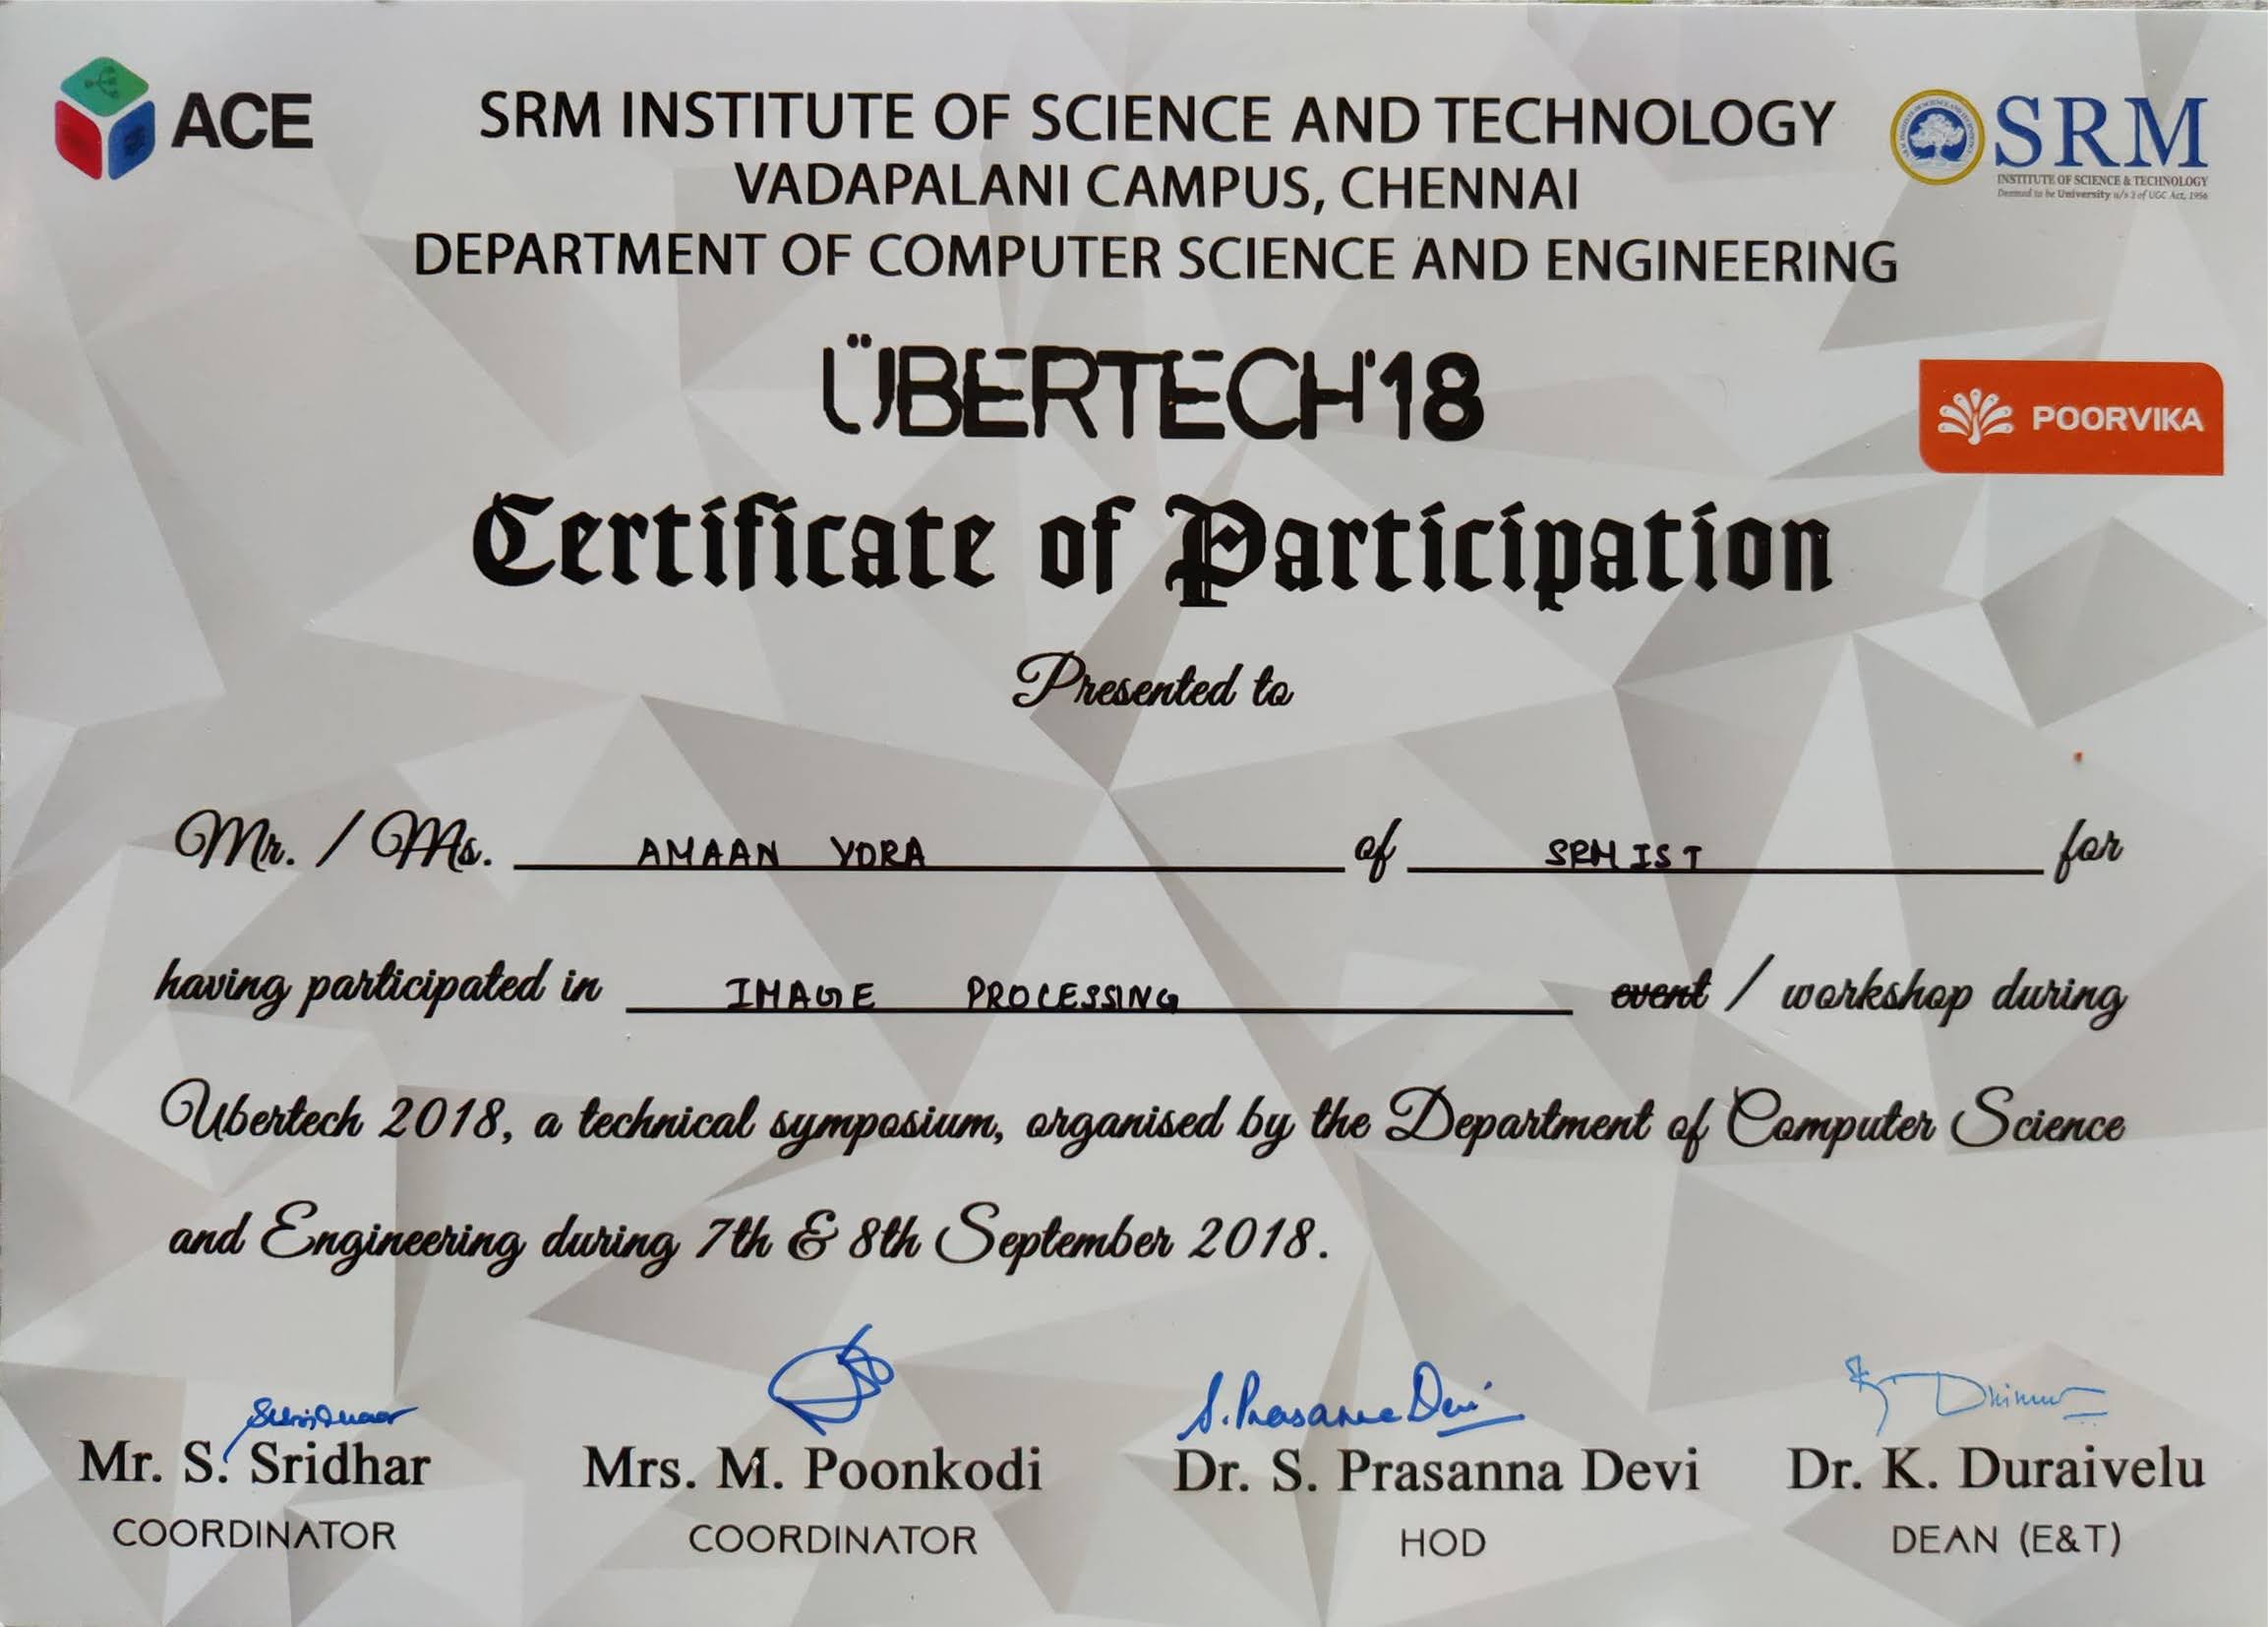 ACE
SRM INSTITUTE OF SCIENCE AND TECHNOLOGY
VADAPALANI CAMPUS, CHENNAI
DEPARTMENT OF COMPUTER SCIENCE AND ENGINEERING
SRM
INSTITUTE OF SCIENCE & TECHNOLOGY
Deemed to be University u/s 3 of UGC Act, 1956
ÜBERTECH'18
POORVIKA
Certificate of Participation
Presented to
Mr. / Ms. AMAAN VORA of SRMIST for
having participated in IMAGE PROCESSING event / workshop during
Ubertech 2018, a technical symposium, organised by the Department of Computer Science
and Engineering during 7th & 8th September 2018.
S. Prasanna Devi
Mr. S. Sridhar Mrs. M. Poonkodi Dr. S. Prasanna Devi Dr. K. Duraivelu
COORDINATOR COORDINATOR HOD DEAN (E&T)